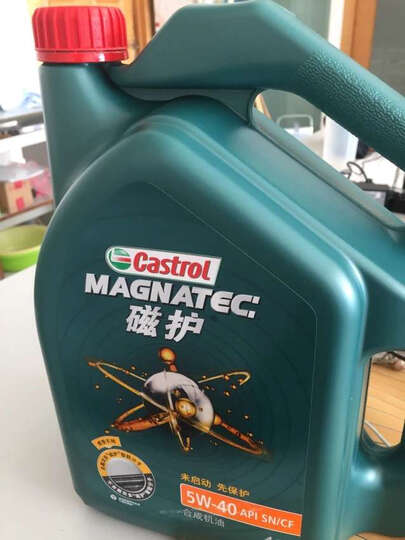 Castrol
MAGNATEC
磁护
未启动 先保护
5W-40 API SN/CF
合成机油